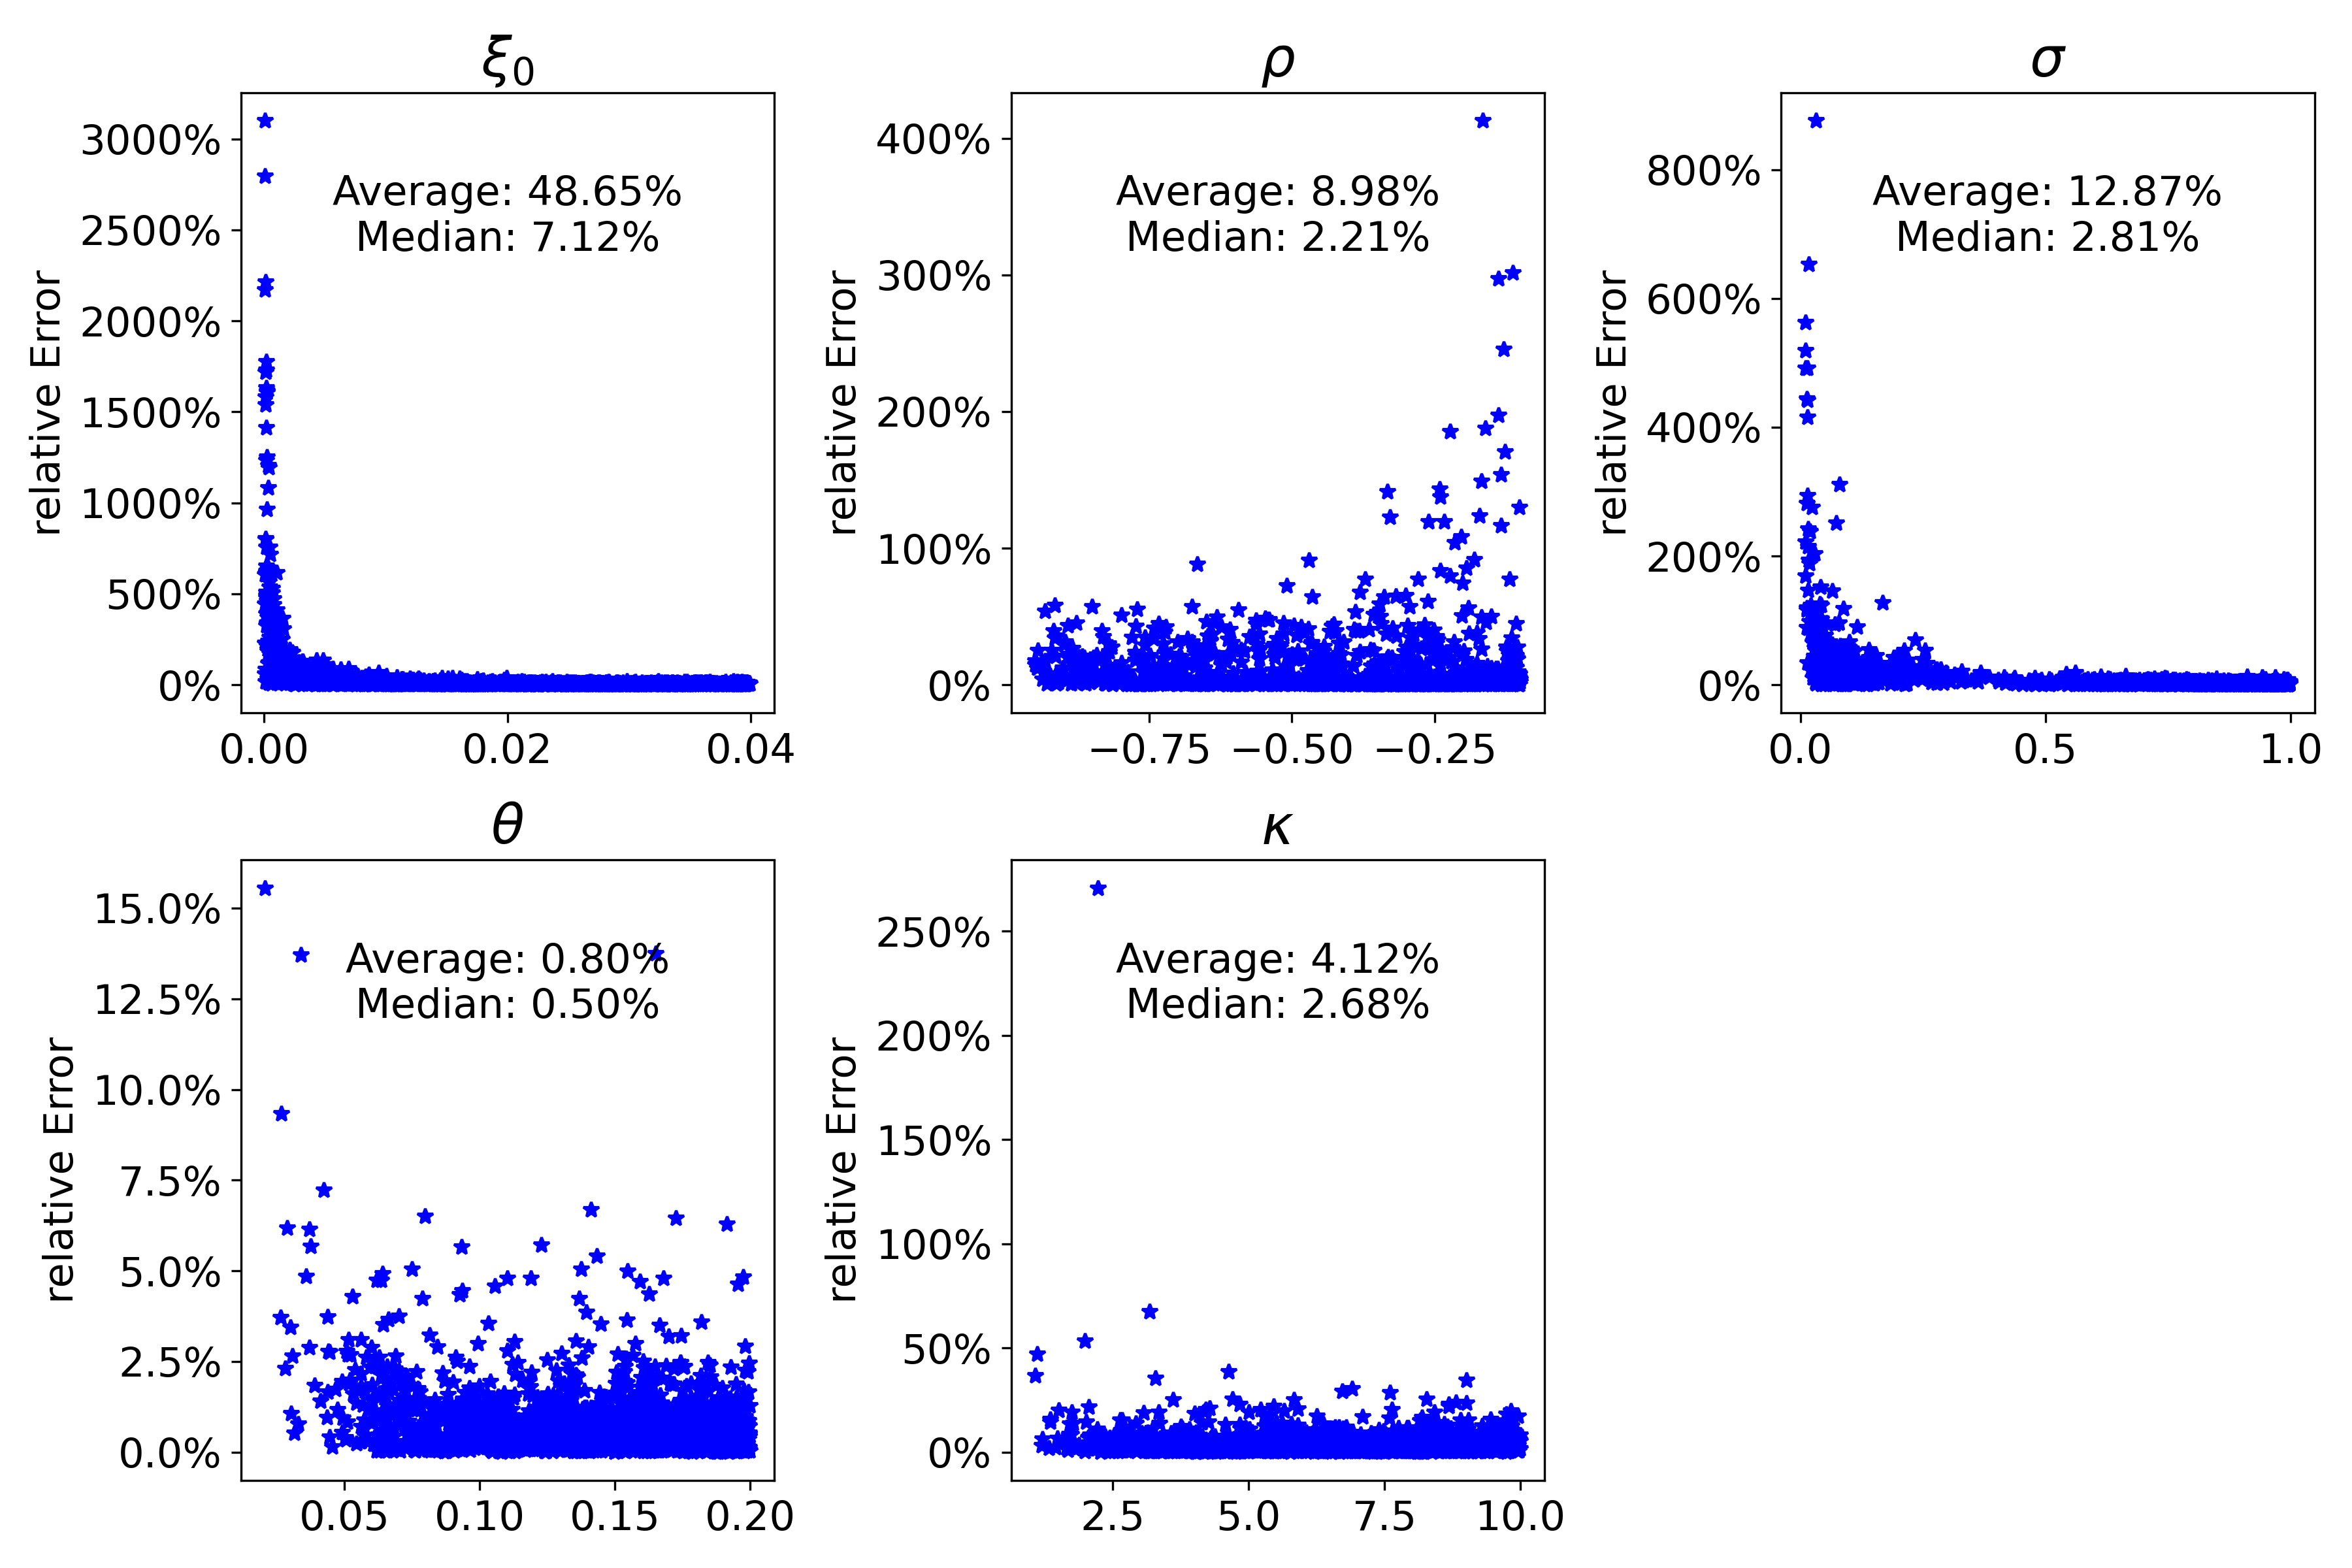 ξ₀
relative Error
3000%
2500%
2000%
1500%
1000%
500%
0%
Average: 48.65%
Median: 7.12%
0.00 0.02 0.04
ρ
relative Error
400%
300%
200%
100%
0%
Average: 8.98%
Median: 2.21%
−0.75 −0.50 −0.25
σ
relative Error
800%
600%
400%
200%
0%
Average: 12.87%
Median: 2.81%
0.0 0.5 1.0
θ
relative Error
15.0%
12.5%
10.0%
7.5%
5.0%
2.5%
0.0%
Average: 0.80%
Median: 0.50%
0.05 0.10 0.15 0.20
κ
relative Error
250%
200%
150%
100%
50%
0%
Average: 4.12%
Median: 2.68%
2.5 5.0 7.5 10.0